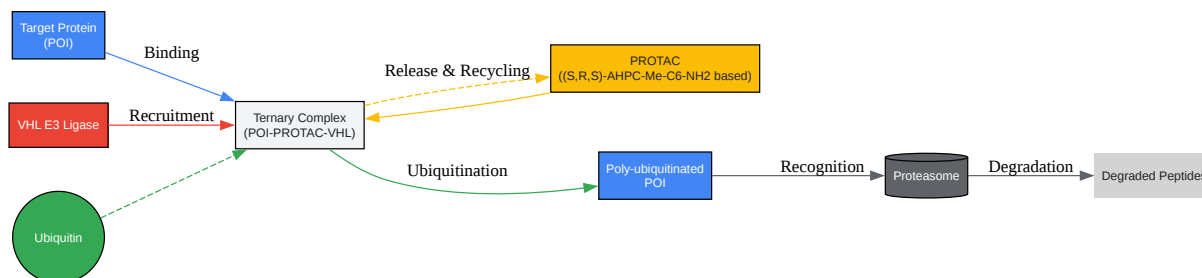 Target Protein
(POI)
Binding
VHL E3 Ligase
Recruitment
Ubiquitin
Ternary Complex
(POI-PROTAC-VHL)
Release & Recycling
PROTAC
((S,R,S)-AHPC-Me-C6-NH2 based)
Ubiquitination
Poly-ubiquitinated
POI
Recognition
Proteasome
Degradation
Degraded Peptides